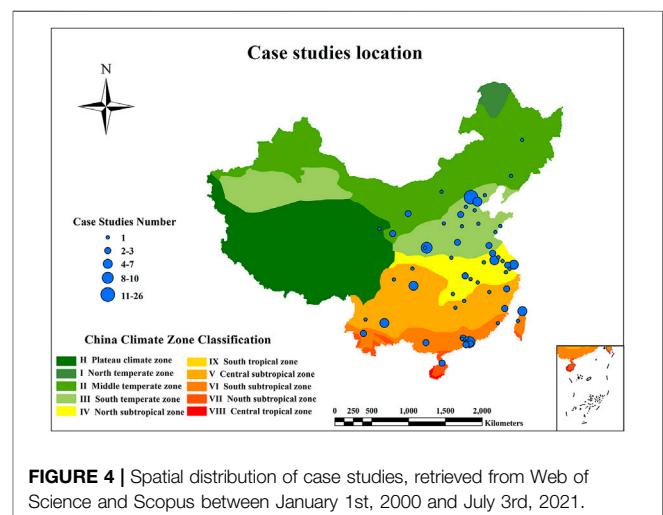 Case studies location
N
Case Studies Number
1
2-3
4-7
8-10
11-26
China Climate Zone Classification
H Plateau climate zone
I North temperate zone
II Middle temperate zone
III South temperate zone
IV North subtropical zone
IX South tropical zone
V Central subtropical zone
VI South subtropical zone
VII Nouth subtropical zone
VIII Central tropical zone
0 250 500 1,000 1,500 2,000
Kilometers
FIGURE 4 | Spatial distribution of case studies, retrieved from Web of
Science and Scopus between January 1st, 2000 and July 3rd, 2021.